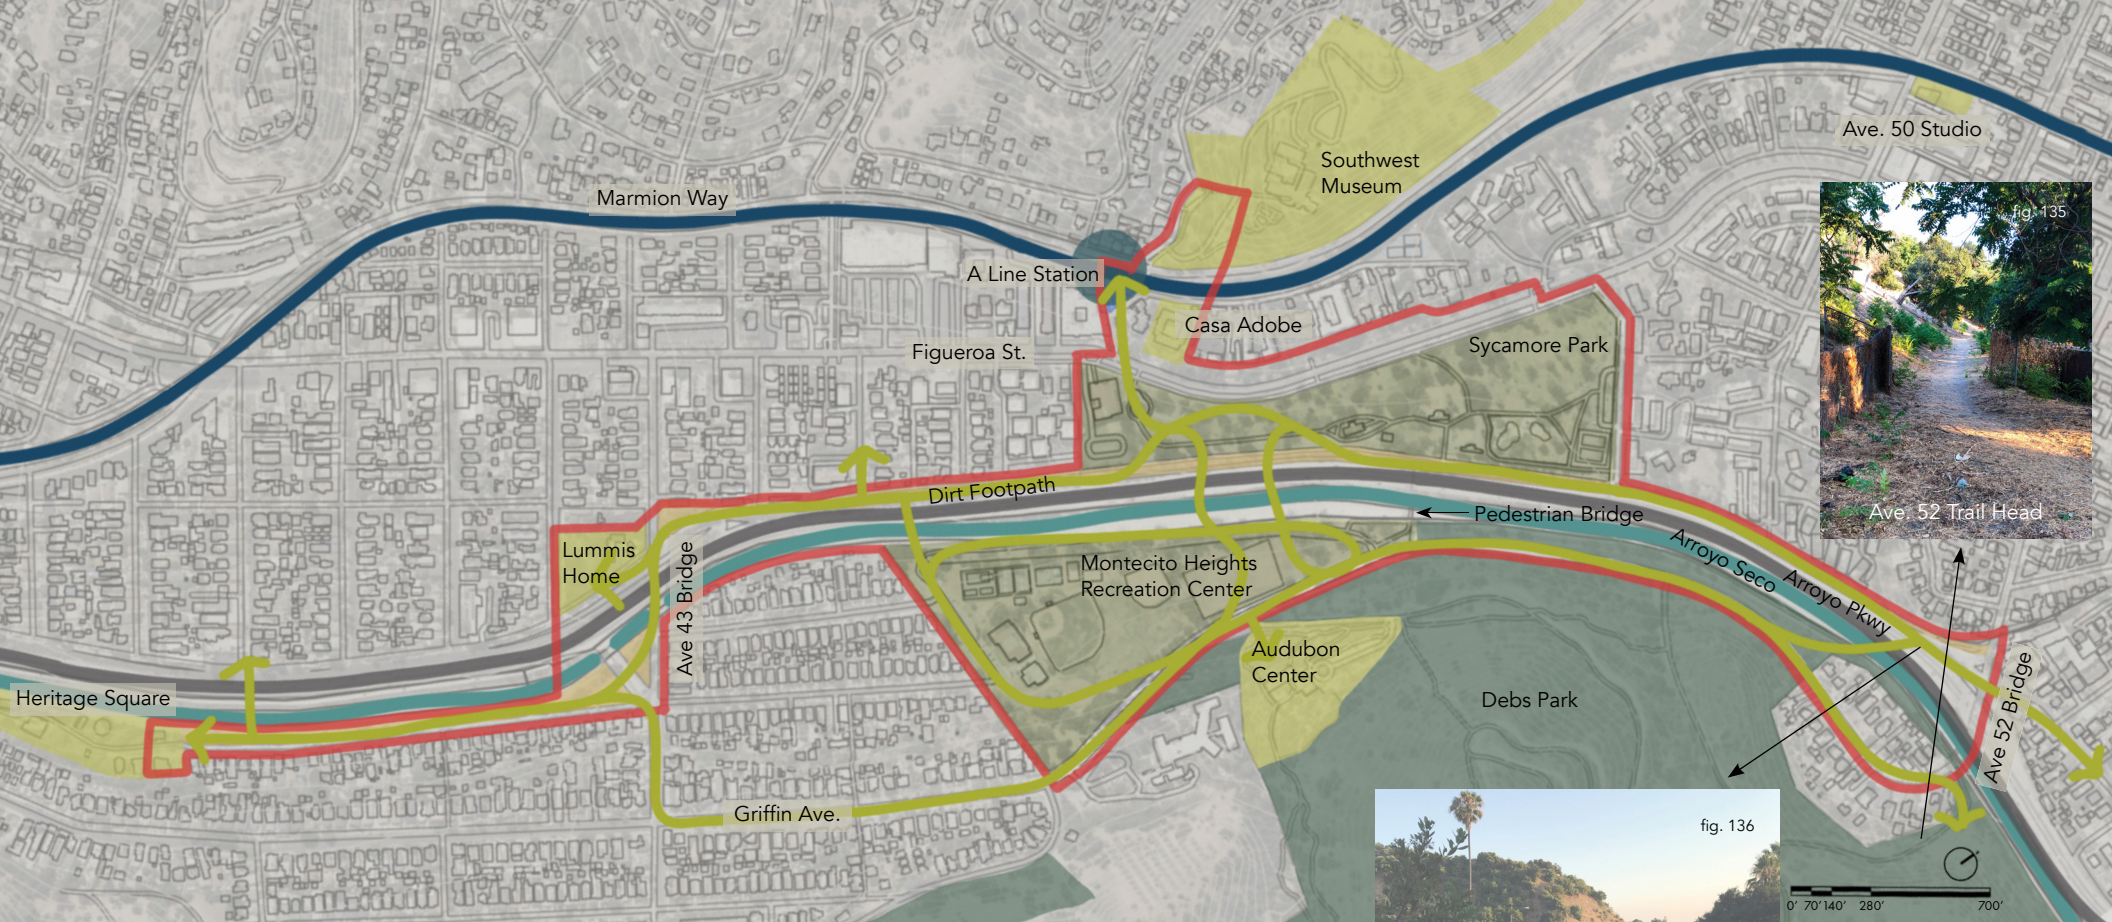 Ave. 50 Studio
Southwest
Museum
Marmion Way
fig. 135
A Line Station
Casa Adobe
Figueroa St.
Sycamore Park
Dirt Footpath
Pedestrian Bridge
Ave. 52 Trail Head
Lummis
Home
Ave 43 Bridge
Montecito Heights
Recreation Center
Arroyo Seco
Arroyo Pkwy
Audubon
Center
Heritage Square
Debs Park
Ave 52 Bridge
Griffin Ave.
fig. 136
0' 70' 140' 280' 700'